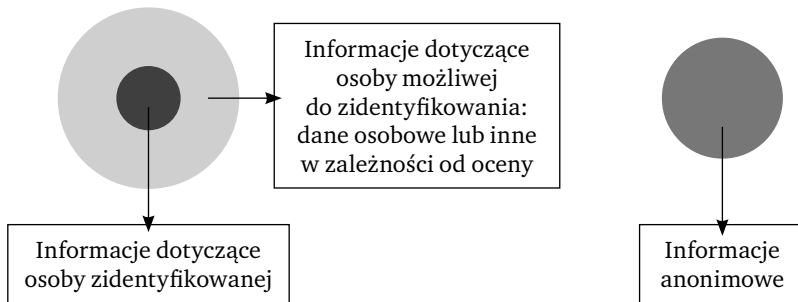 Informacje dotyczące
osoby możliwej
do zidentyfikowania:
dane osobowe lub inne
w zależności od oceny
Informacje dotyczące
osoby zidentyfikowanej
Informacje
anonimowe